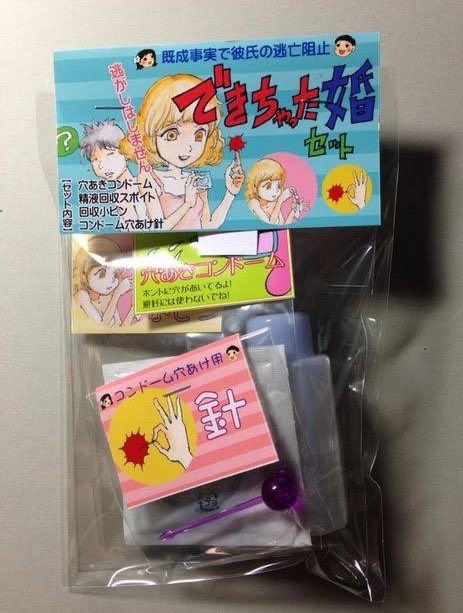 既成事実で彼氏の逃亡阻止
逃がしはしません
できちゃった婚
セット
?
[セット内容]
穴あきコンドーム
精液回収スポイト
回収小ビン
コンドーム穴あけ針
穴あきコンドーム
ホントに穴があいてるよ!
避妊には使わないでね!
コンドーム穴あけ用
針